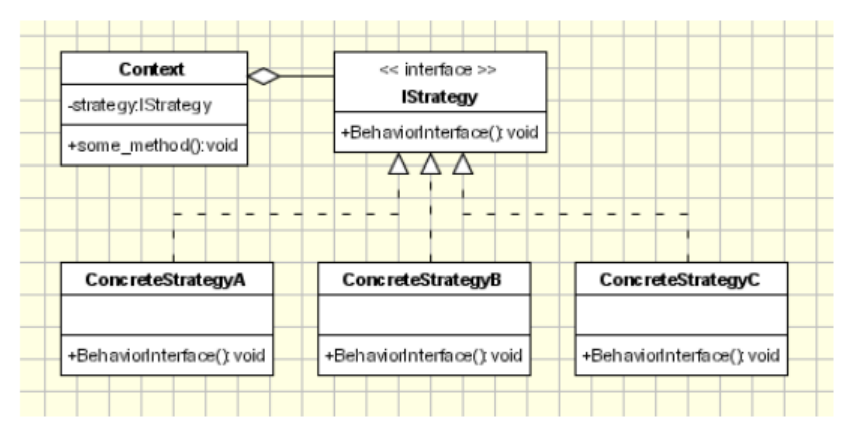 Context
-strategy:IStrategy
+some_method():void
<< interface >>
IStrategy
+BehaviorInterface(): void
ConcreteStrategyA
+BehaviorInterface(): void
ConcreteStrategyB
+BehaviorInterface(): void
ConcreteStrategyC
+BehaviorInterface(): void